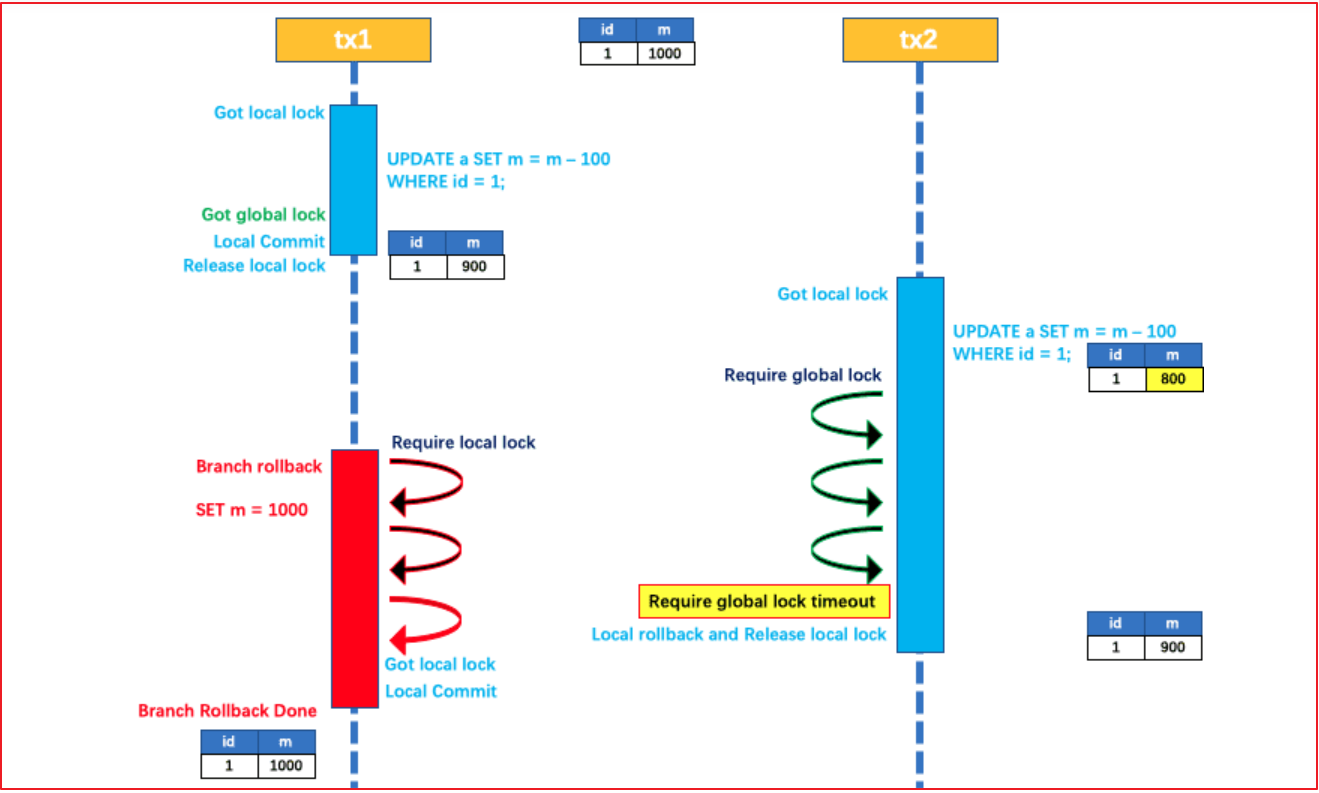 tx1
id m
1 1000
tx2
Got local lock
UPDATE a SET m = m – 100
WHERE id = 1;
Got global lock
Local Commit
Release local lock
id m
1 900
Got local lock
UPDATE a SET m = m – 100
WHERE id = 1;
id m
1 800
Require global lock
Require local lock
Branch rollback
SET m = 1000
Require global lock timeout
Local rollback and Release local lock
id m
1 900
Got local lock
Local Commit
Branch Rollback Done
id m
1 1000